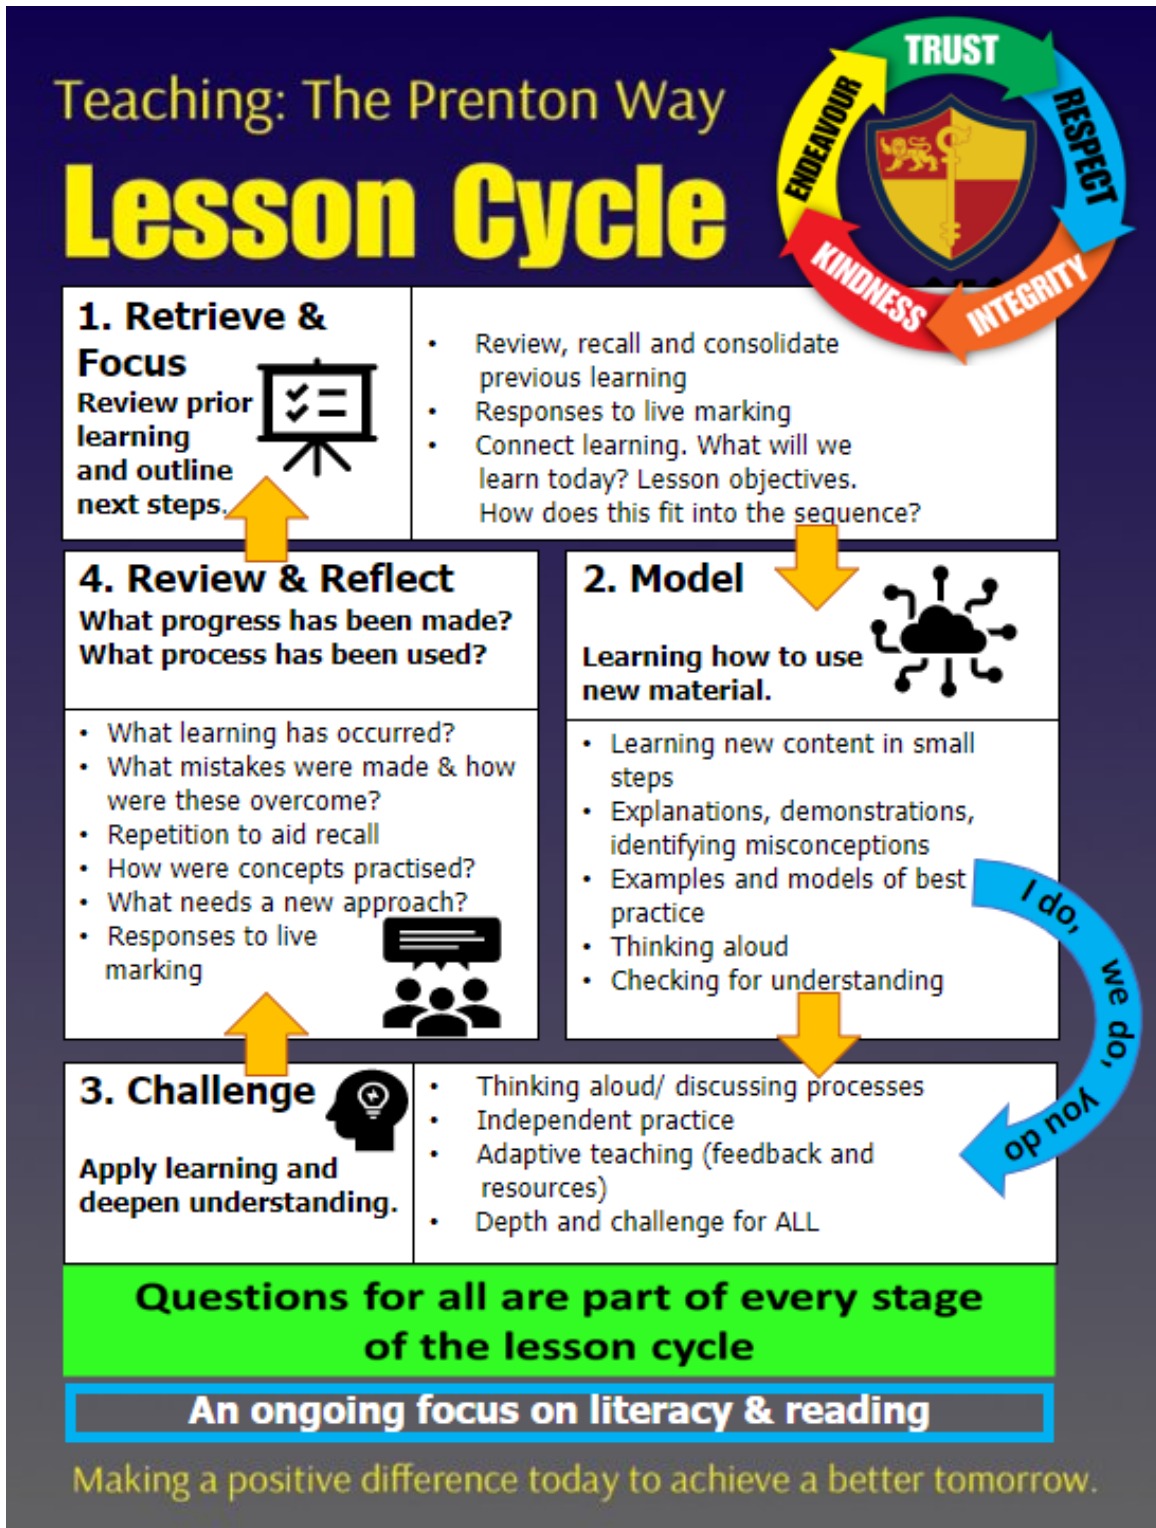 Teaching: The Prenton Way
Lesson Cycle
TRUST
RESPECT
INTEGRITY
KINDNESS
ENDEAVOUR
1. Retrieve &
Focus
Review prior
learning
and outline
next steps.
• Review, recall and consolidate
previous learning
• Responses to live marking
• Connect learning. What will we
learn today? Lesson objectives.
How does this fit into the sequence?
2. Model
Learning how to use
new material.
• Learning new content in small
steps
• Explanations, demonstrations,
identifying misconceptions
• Examples and models of best
practice
• Thinking aloud
• Checking for understanding
I do, we do, you do
3. Challenge
Apply learning and
deepen understanding.
• Thinking aloud/ discussing processes
• Independent practice
• Adaptive teaching (feedback and
resources)
• Depth and challenge for ALL
4. Review & Reflect
What progress has been made?
What process has been used?
• What learning has occurred?
• What mistakes were made & how
were these overcome?
• Repetition to aid recall
• How were concepts practised?
• What needs a new approach?
• Responses to live
marking
Questions for all are part of every stage
of the lesson cycle
An ongoing focus on literacy & reading
Making a positive difference today to achieve a better tomorrow.